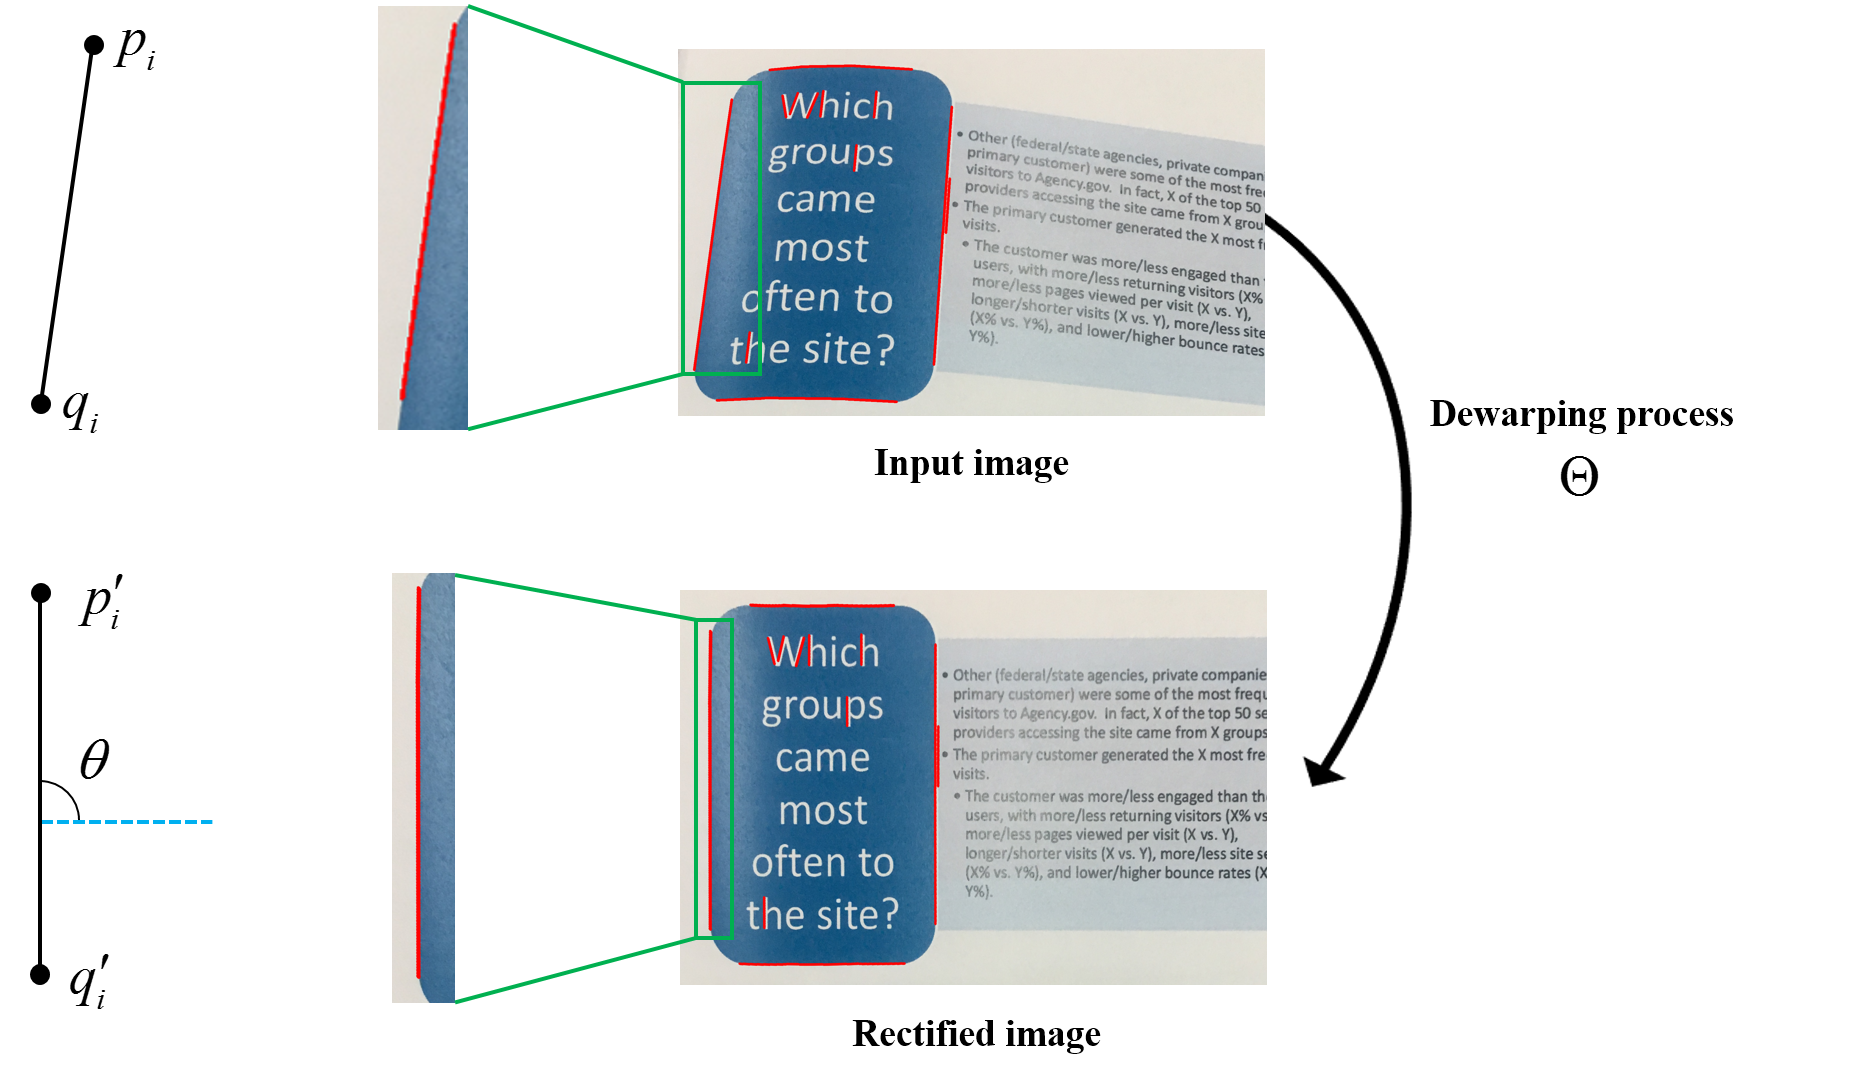 p_i
q_i
Which
groups
came
most
often to
the site?
• Other (federal/state agencies, private compan
primary customer) were some of the most fre
visitors to Agency.gov. In fact, X of the top 50
providers accessing the site came from X grou
• The primary customer generated the X most f
visits.
• The customer was more/less engaged than
users, with more/less returning visitors (X%
more/less pages viewed per visit (X vs. Y),
longer/shorter visits (X vs. Y), more/less site
(X% vs. Y%), and lower/higher bounce rates
Y%).
Input image
Dewarping process
Θ
p′_i
θ
q′_i
Which
groups
came
most
often to
the site?
• Other (federal/state agencies, private companie
primary customer) were some of the most frequ
visitors to Agency.gov. In fact, X of the top 50 se
providers accessing the site came from X groups
• The primary customer generated the X most fre
visits.
• The customer was more/less engaged than th
users, with more/less returning visitors (X% vs
more/less pages viewed per visit (X vs. Y),
longer/shorter visits (X vs. Y), more/less site se
(X% vs. Y%), and lower/higher bounce rates (X
Y%).
Rectified image